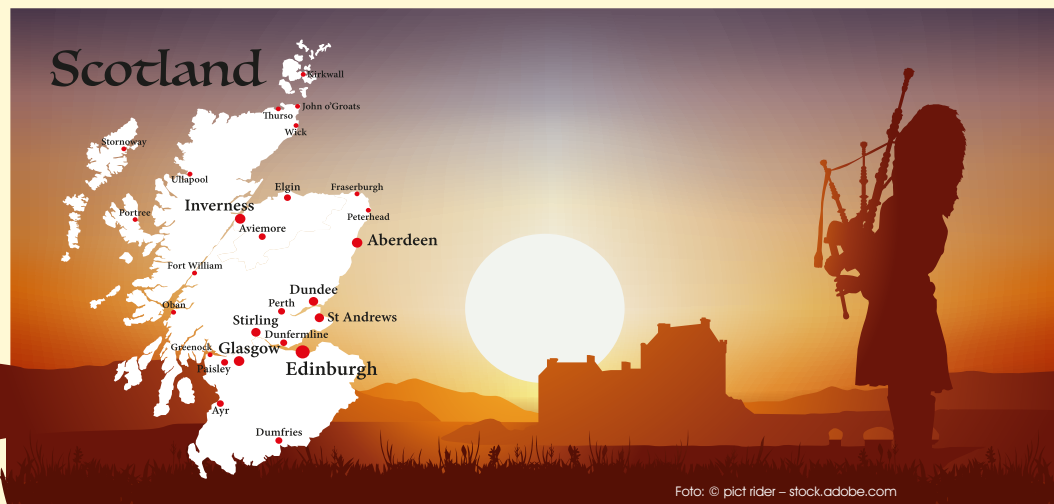 Scotland
Kirkwall
John o'Groats
Thurso
Wick
Stornoway
Ullapool
Elgin
Fraserburgh
Inverness
Portree
Peterhead
Aviemore
Aberdeen
Fort William
Dundee
Perth
Oban
St Andrews
Stirling
Dunfermline
Greenock
Glasgow
Paisley
Edinburgh
Ayr
Dumfries
Foto: © pict rider – stock.adobe.com